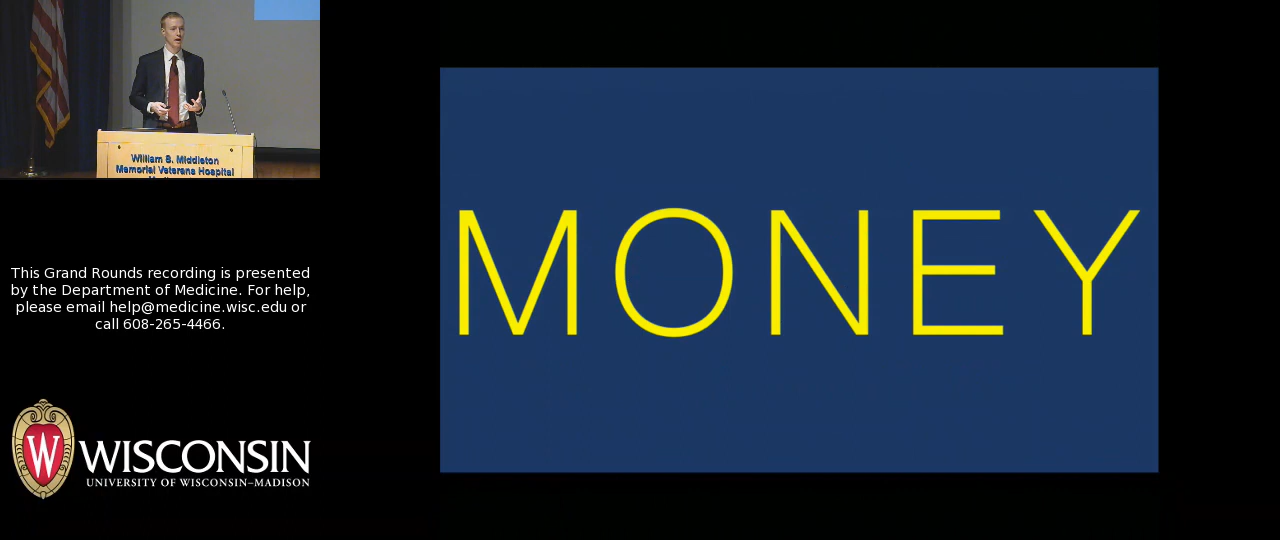 William S. Middleton
Memorial Veterans Hospital
This Grand Rounds recording is presented
by the Department of Medicine. For help,
please email help@medicine.wisc.edu or
call 608-265-4466.
W
WISCONSIN
UNIVERSITY OF WISCONSIN–MADISON
MONEY